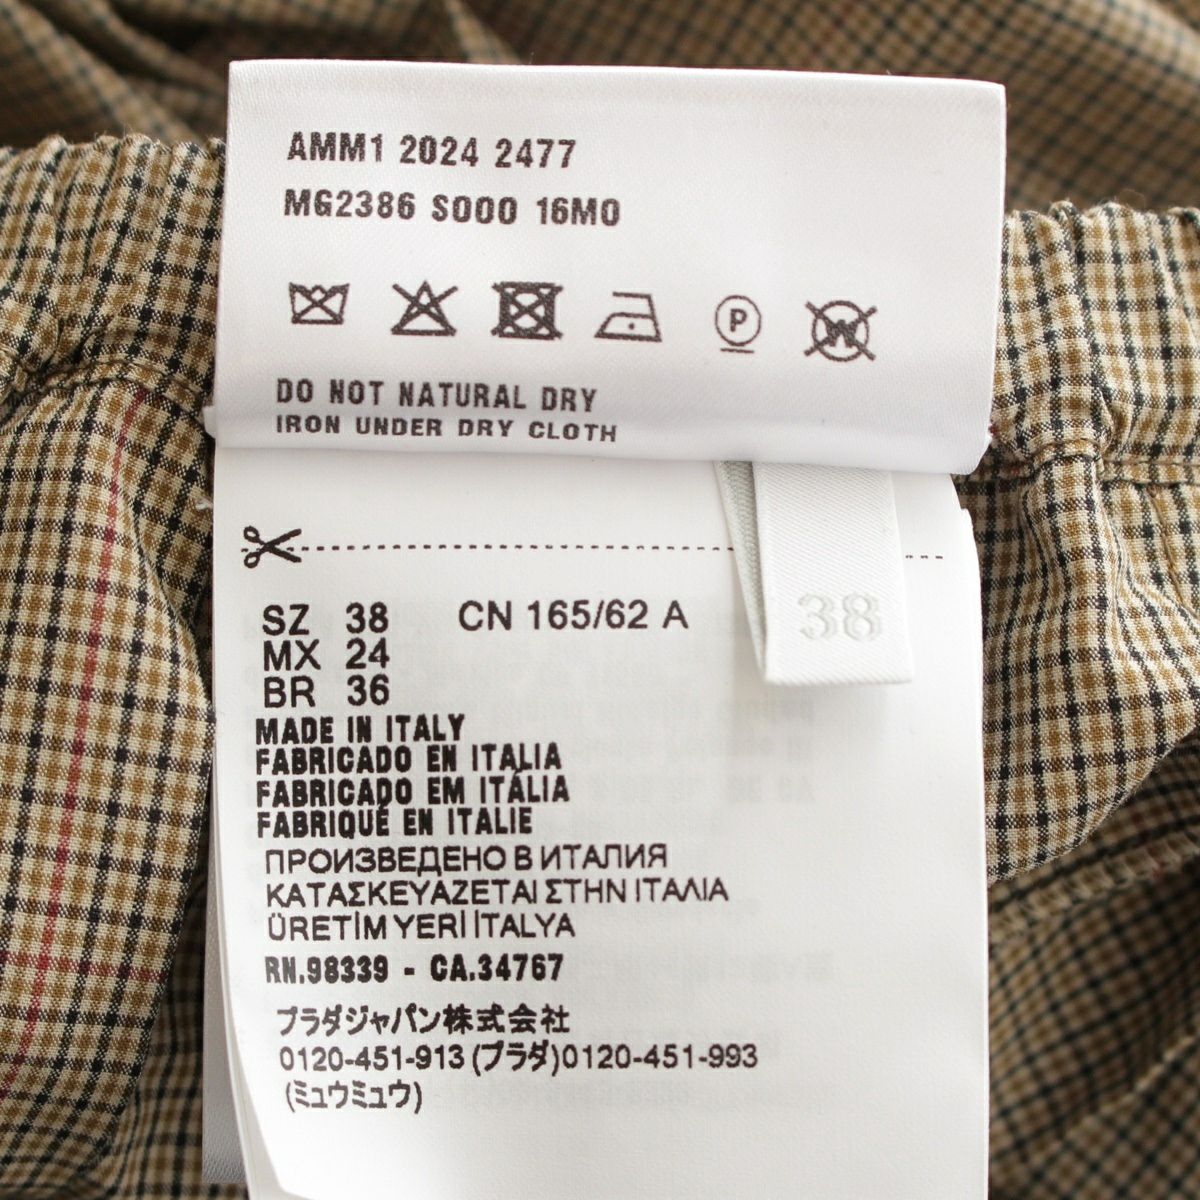 AMM1 2024 2477
MG2386 S000 16M0
P
W
DO NOT NATURAL DRY
IRON UNDER DRY CLOTH
38
SZ 38 CN 165/62 A
MX 24
BR 36
MADE IN ITALY
FABRICADO EN ITALIA
FABRICADO EM ITÁLIA
FABRIQUÉ EN ITALIE
ПРОИЗВЕДЕНО В ИТАЛИЯ
ΚΑΤΑΣΚΕΥΑΖΕΤΑΙ ΣΤΗΝ ΙΤΑΛΙΑ
ÜRETİM YERİ İTALYA
RN.98339 - CA.34767
プラダジャパン株式会社
0120-451-913 (プラダ)0120-451-993
(ミュウミュウ)